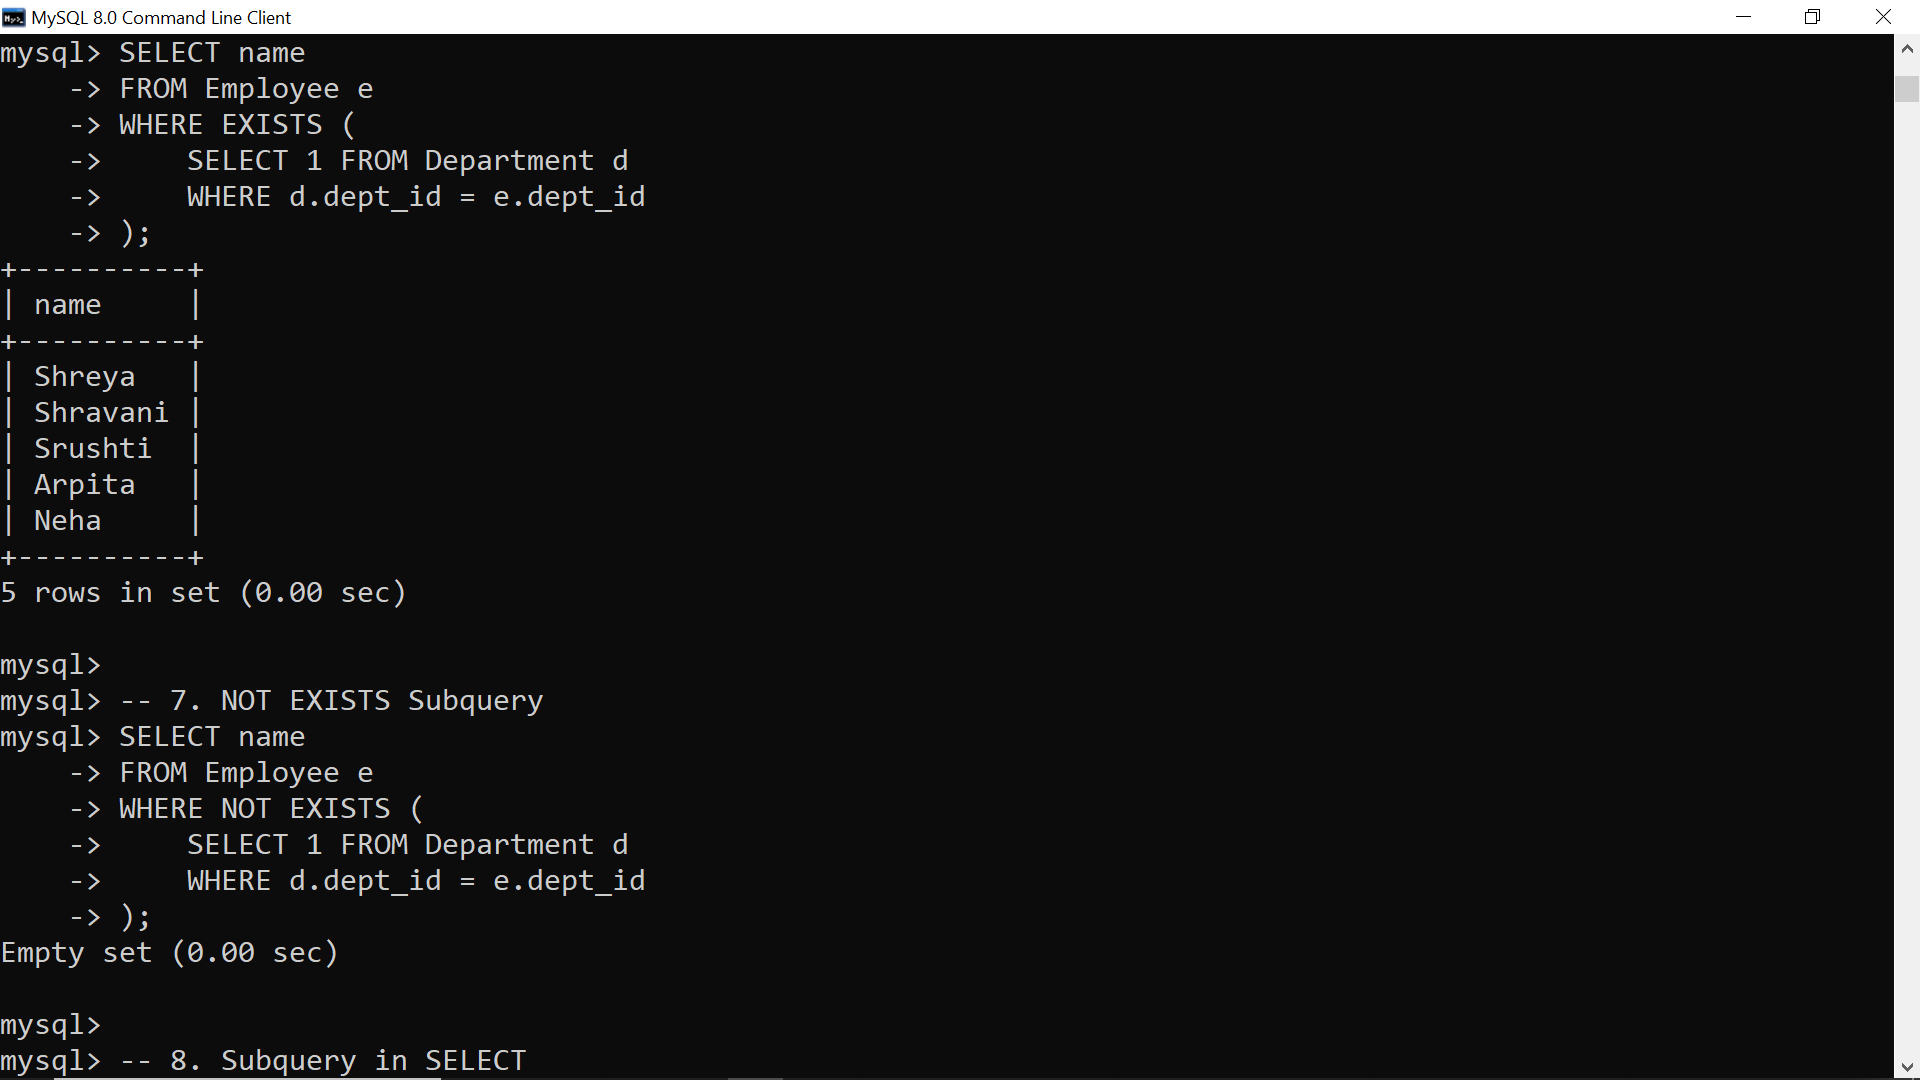 MySQL 8.0 Command Line Client
mysql> SELECT name
    -> FROM Employee e
    -> WHERE EXISTS (
    ->     SELECT 1 FROM Department d
    ->     WHERE d.dept_id = e.dept_id
    -> );
+----------+
| name     |
+----------+
| Shreya   |
| Shravani |
| Srushti  |
| Arpita   |
| Neha     |
+----------+
5 rows in set (0.00 sec)

mysql>
mysql> -- 7. NOT EXISTS Subquery
mysql> SELECT name
    -> FROM Employee e
    -> WHERE NOT EXISTS (
    ->     SELECT 1 FROM Department d
    ->     WHERE d.dept_id = e.dept_id
    -> );
Empty set (0.00 sec)

mysql>
mysql> -- 8. Subquery in SELECT